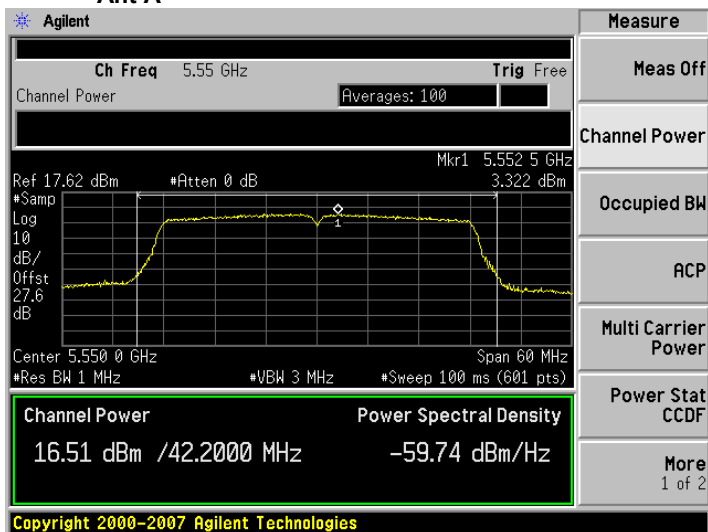 Agilent
Measure
Ch Freq 5.55 GHz Trig Free
Channel Power Averages: 100
Mkr1 5.552 5 GHz
Ref 17.62 dBm #Atten 0 dB 3.322 dBm
#Samp
Log
10
dB/
Offst
27.6
dB
1
Center 5.550 0 GHz Span 60 MHz
#Res BW 1 MHz #VBW 3 MHz #Sweep 100 ms (601 pts)
Channel Power Power Spectral Density
16.51 dBm /42.2000 MHz -59.74 dBm/Hz
Copyright 2000-2007 Agilent Technologies
Meas Off
Channel Power
Occupied BW
ACP
Multi Carrier
Power
Power Stat
CCDF
More
1 of 2